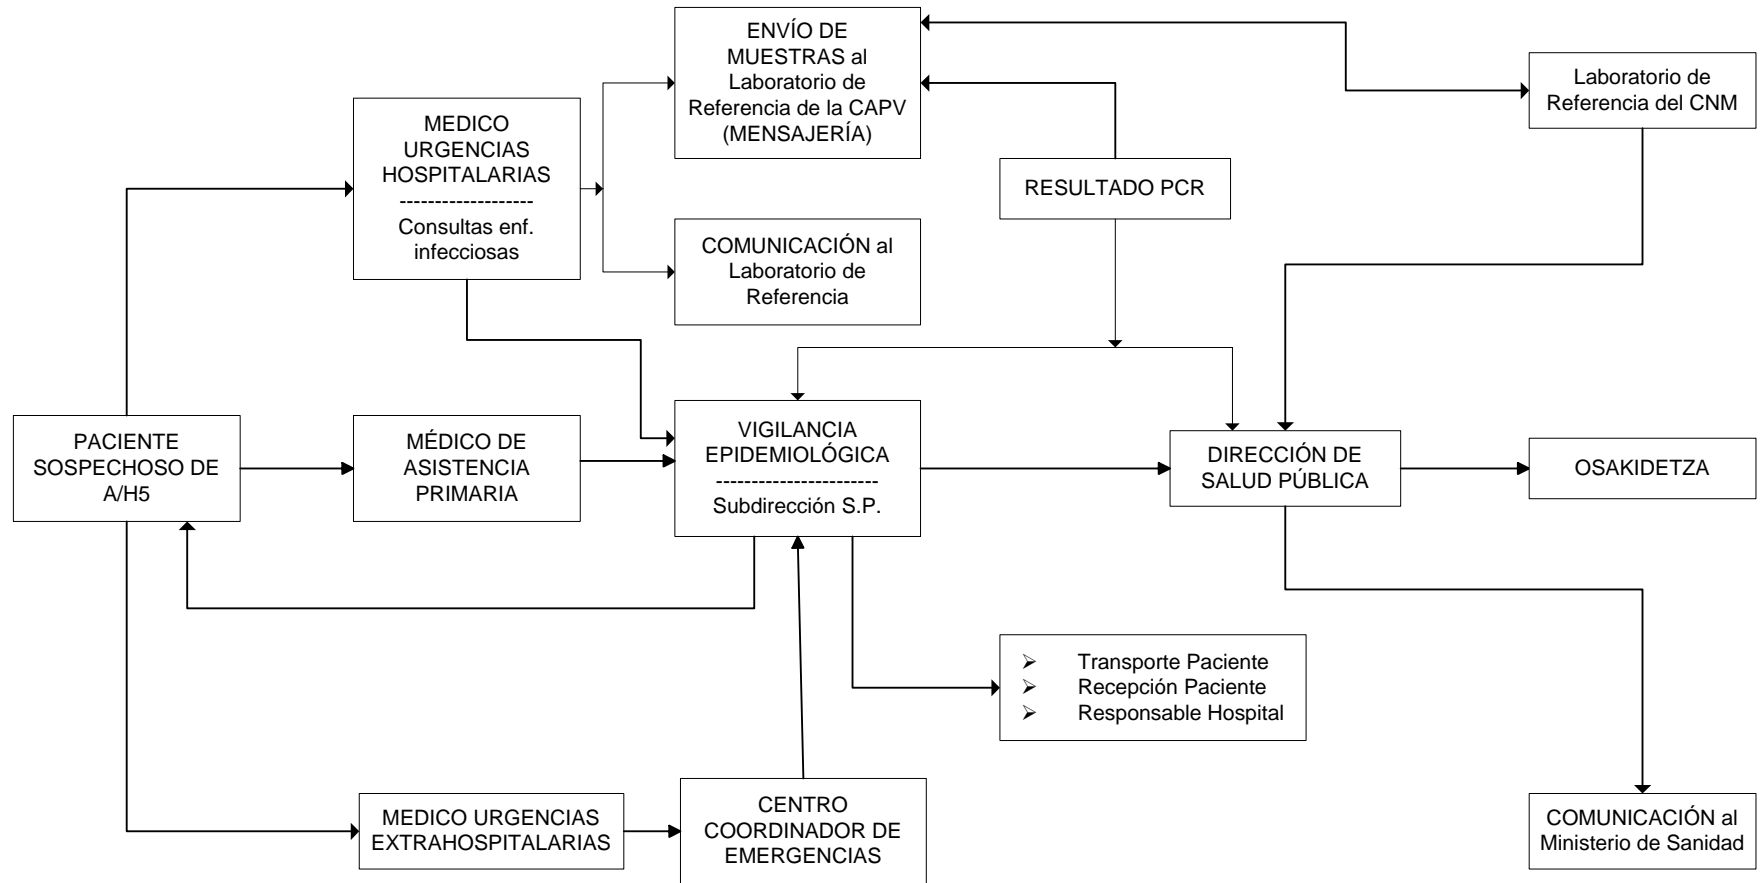 ENVÍO DE
MUESTRAS al
Laboratorio de
Referencia de la CAPV
(MENSAJERÍA)
Laboratorio de
Referencia del CNM
MEDICO
URGENCIAS
HOSPITALARIAS
-------------------
Consultas enf.
infecciosas
RESULTADO PCR
COMUNICACIÓN al
Laboratorio de
Referencia
PACIENTE
SOSPECHOSO DE
A/H5
MÉDICO DE
ASISTENCIA
PRIMARIA
VIGILANCIA
EPIDEMIOLÓGICA
-----------------------
Subdirección S.P.
DIRECCIÓN DE
SALUD PÚBLICA
OSAKIDETZA
➢ Transporte Paciente
➢ Recepción Paciente
➢ Responsable Hospital
MEDICO URGENCIAS
EXTRAHOSPITALARIAS
CENTRO
COORDINADOR DE
EMERGENCIAS
COMUNICACIÓN al
Ministerio de Sanidad